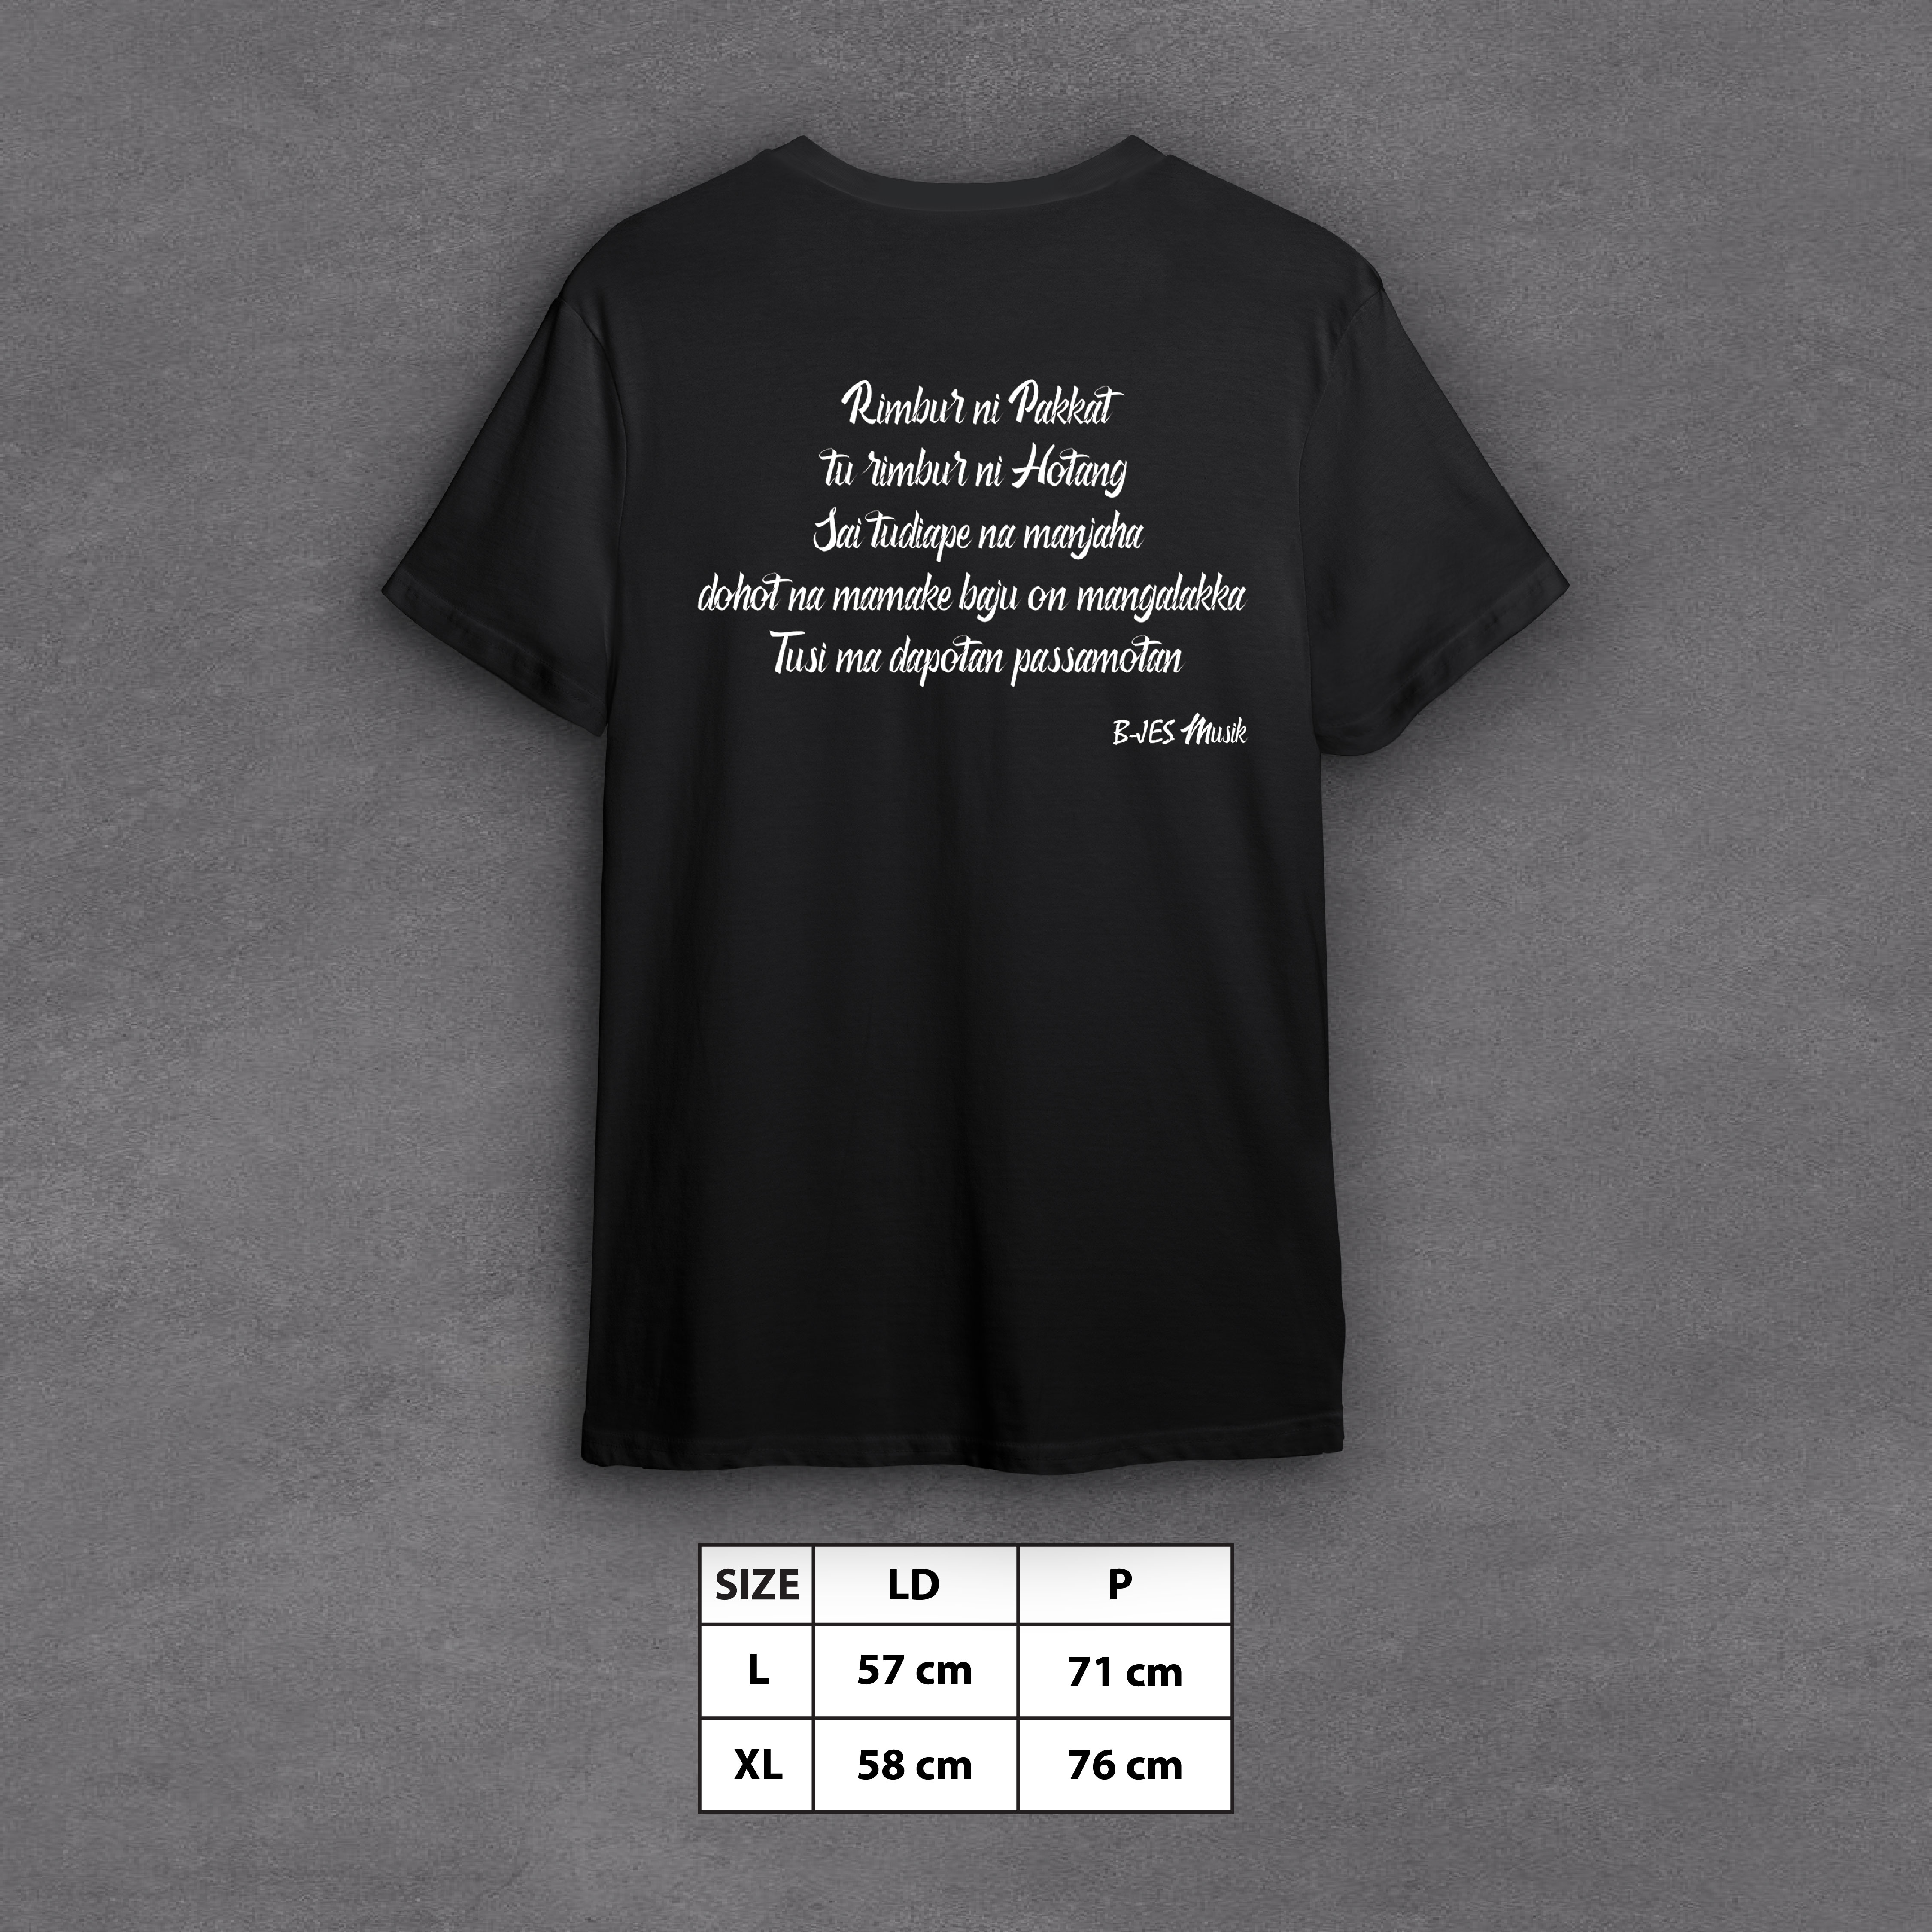 Rimbur ni Pakkat
tu rimbur ni Hotang
Sai tudiape na manjaha
dohot na mamake baju on mangalakka
Tusi ma dapotan passamotan
B-JES Musik
SIZE LD P
L 57 cm 71 cm
XL 58 cm 76 cm